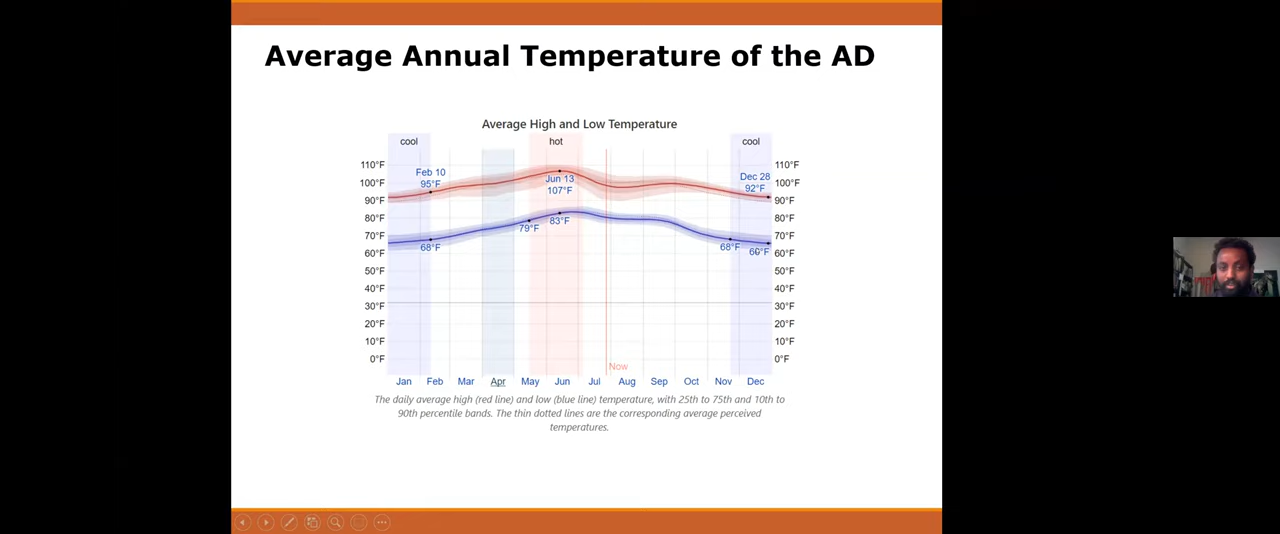 Average Annual Temperature of the AD
Average High and Low Temperature
cool hot cool
110°F 110°F
100°F 100°F
90°F 90°F
80°F 80°F
70°F 70°F
60°F 60°F
50°F 50°F
40°F 40°F
30°F 30°F
20°F 20°F
10°F 10°F
0°F 0°F
Feb 10
95°F
Jun 13
107°F
Dec 28
92°F
68°F
79°F
83°F
68°F
66°F
Now
Jan Feb Mar Apr May Jun Jul Aug Sep Oct Nov Dec
The daily average high (red line) and low (blue line) temperature, with 25th to 75th and 10th to
90th percentile bands. The thin dotted lines are the corresponding average perceived
temperatures.